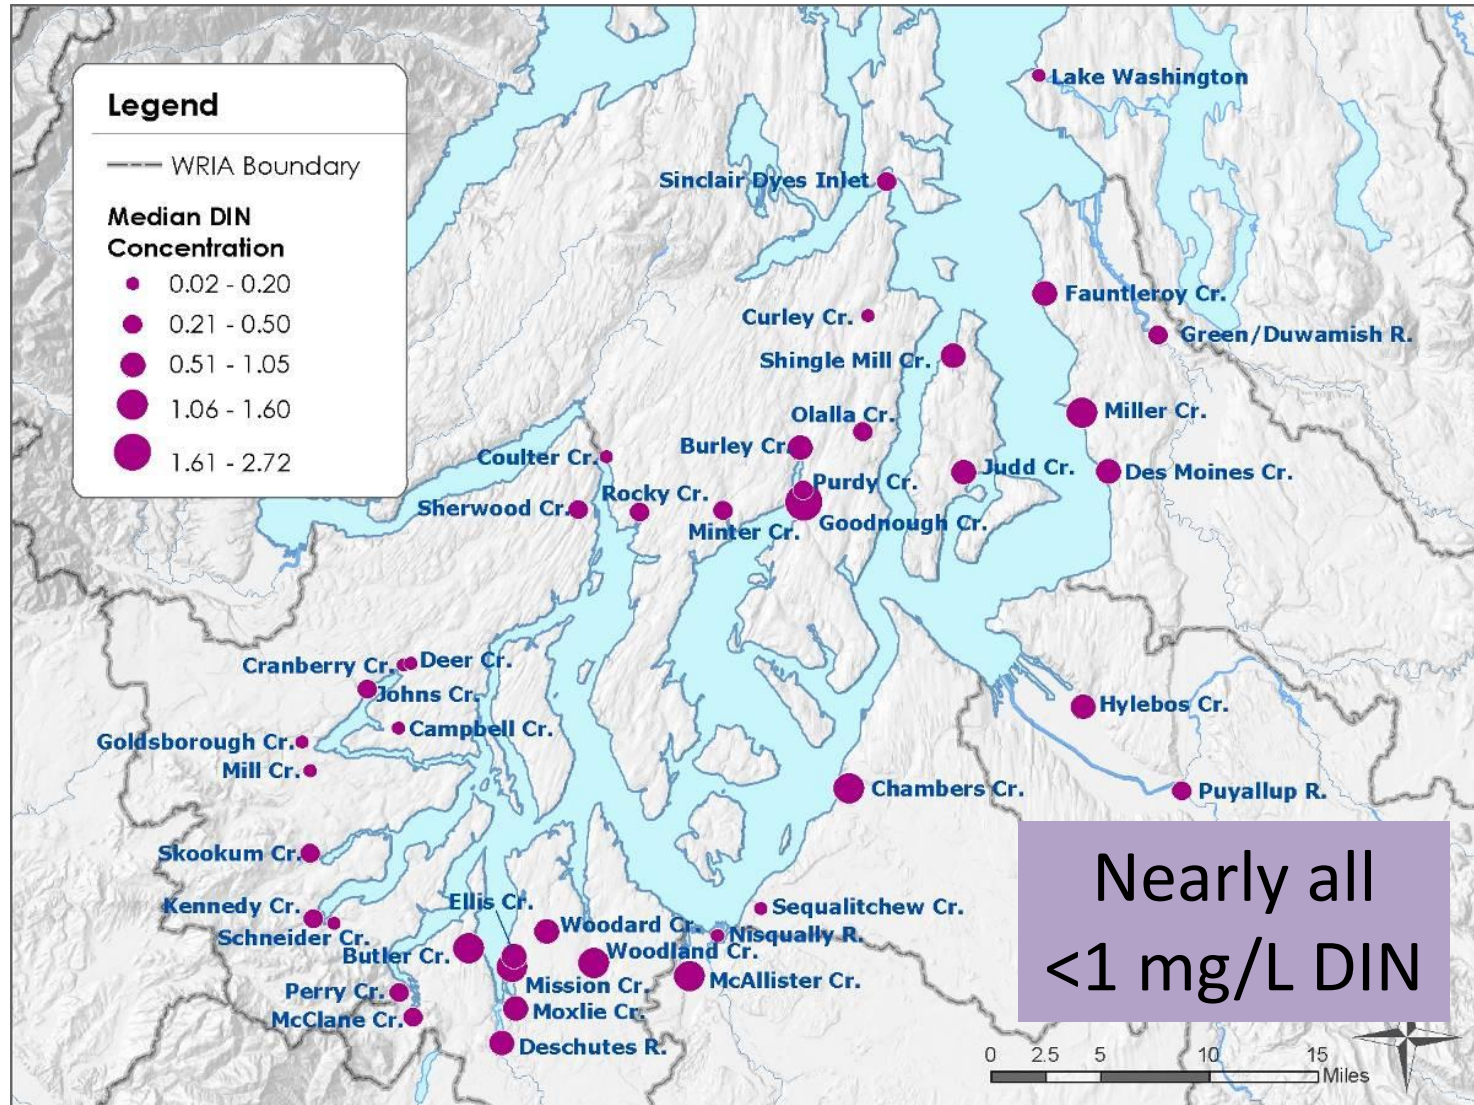 Legend
WRIA Boundary
Median DIN
Concentration
0.02 - 0.20
0.21 - 0.50
0.51 - 1.05
1.06 - 1.60
1.61 - 2.72
Lake Washington
Sinclair Dyes Inlet
Fauntleroy Cr.
Curley Cr.
Green/Duwamish R.
Shingle Mill Cr.
Olalla Cr.
Miller Cr.
Burley Cr.
Coulter Cr.
Judd Cr.
Des Moines Cr.
Purdy Cr.
Rocky Cr.
Sherwood Cr.
Goodnough Cr.
Minter Cr.
Cranberry Cr.
Deer Cr.
Johns Cr.
Hylebos Cr.
Campbell Cr.
Goldsborough Cr.
Mill Cr.
Chambers Cr.
Puyallup R.
Skookum Cr.
Ellis Cr.
Kennedy Cr.
Sequalitchew Cr.
Woodard Cr.
Schneider Cr.
Nisqually R.
Butler Cr.
Woodland Cr.
McAllister Cr.
Mission Cr.
Perry Cr.
Moxlie Cr.
McClane Cr.
Deschutes R.
Nearly all
<1 mg/L DIN
0 2.5 5 10 15
Miles